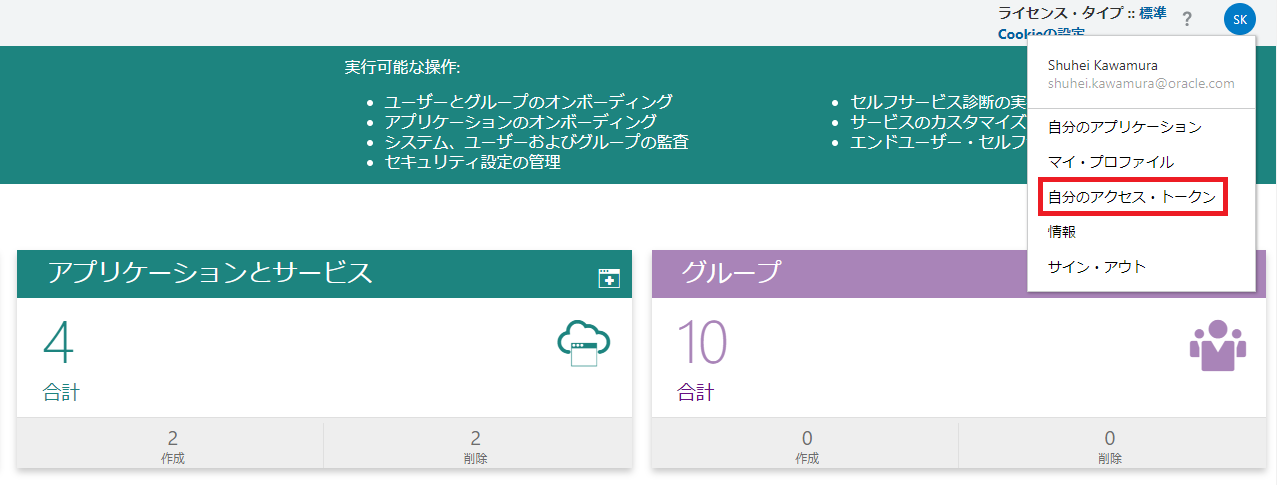 ライセンス・タイプ :: 標準
?
SK
Cookieの設定
Shuhei Kawamura
shuhei.kawamura@oracle.com
自分のアプリケーション
マイ・プロファイル
自分のアクセス・トークン
情報
サイン・アウト
実行可能な操作:
• ユーザーとグループのオンボーディング
• アプリケーションのオンボーディング
• システム、ユーザーおよびグループの監査
• セキュリティ設定の管理
• セルフサービス診断の実
• サービスのカスタマイズ
• エンドユーザー・セルフ
アプリケーションとサービス
4
合計
2
作成
2
削除
グループ
10
合計
0
作成
0
削除